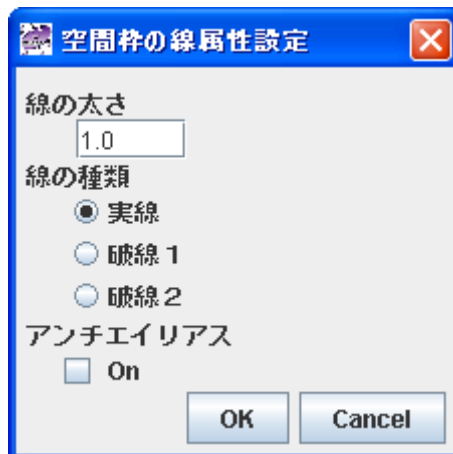 空間枠の線属性設定
線の太さ
1.0
線の種類
実線
破線1
破線2
アンチエイリアス
On
OK Cancel